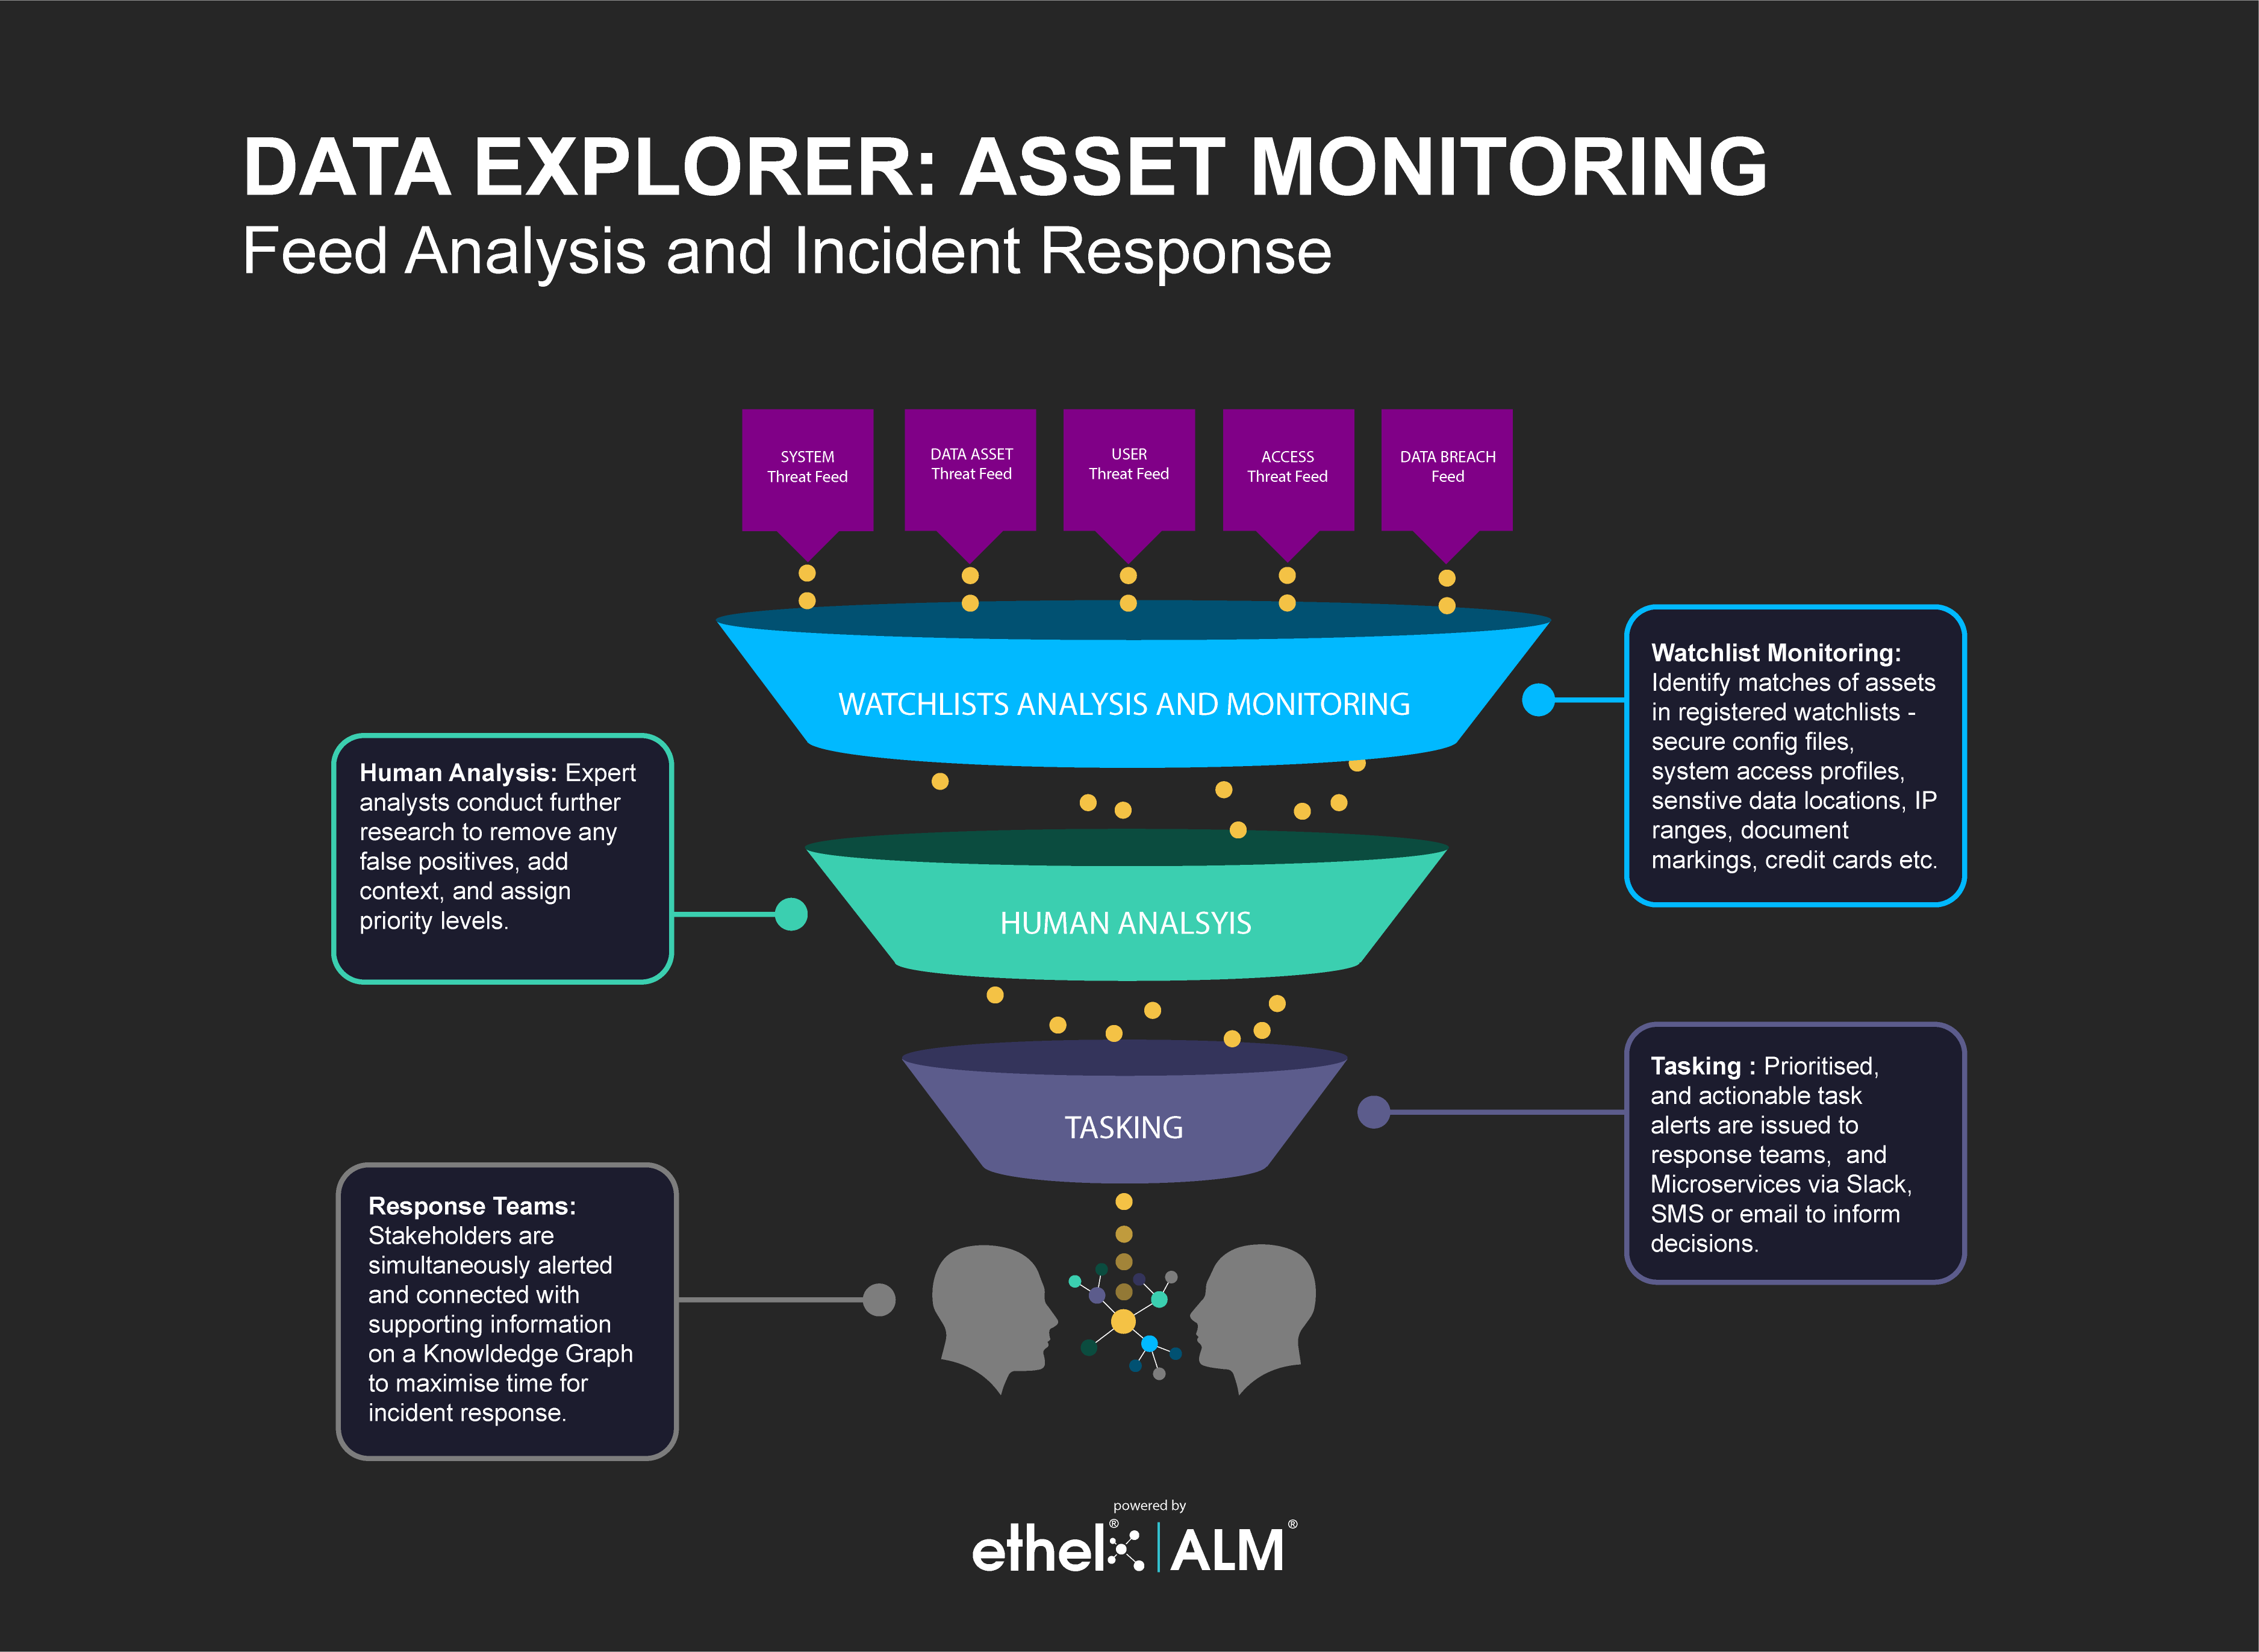 DATA EXPLORER: ASSET MONITORING
Feed Analysis and Incident Response
SYSTEM
Threat Feed
DATA ASSET
Threat Feed
USER
Threat Feed
ACCESS
Threat Feed
DATA BREACH
Feed
WATCHLISTS ANALYSIS AND MONITORING
Watchlist Monitoring:
Identify matches of assets
in registered watchlists -
secure config files,
system access profiles,
senstive data locations, IP
ranges, document
markings, credit cards etc.
Human Analysis: Expert
analysts conduct further
research to remove any
false positives, add
context, and assign
priority levels.
HUMAN ANALSYIS
TASKING
Tasking : Prioritised,
and actionable task
alerts are issued to
response teams,  and
Microservices via Slack,
SMS or email to inform
decisions.
Response Teams:
Stakeholders are
simultaneously alerted
and connected with
supporting information
on a Knowldedge Graph
to maximise time for
incident response.
powered by
ethel® | ALM®